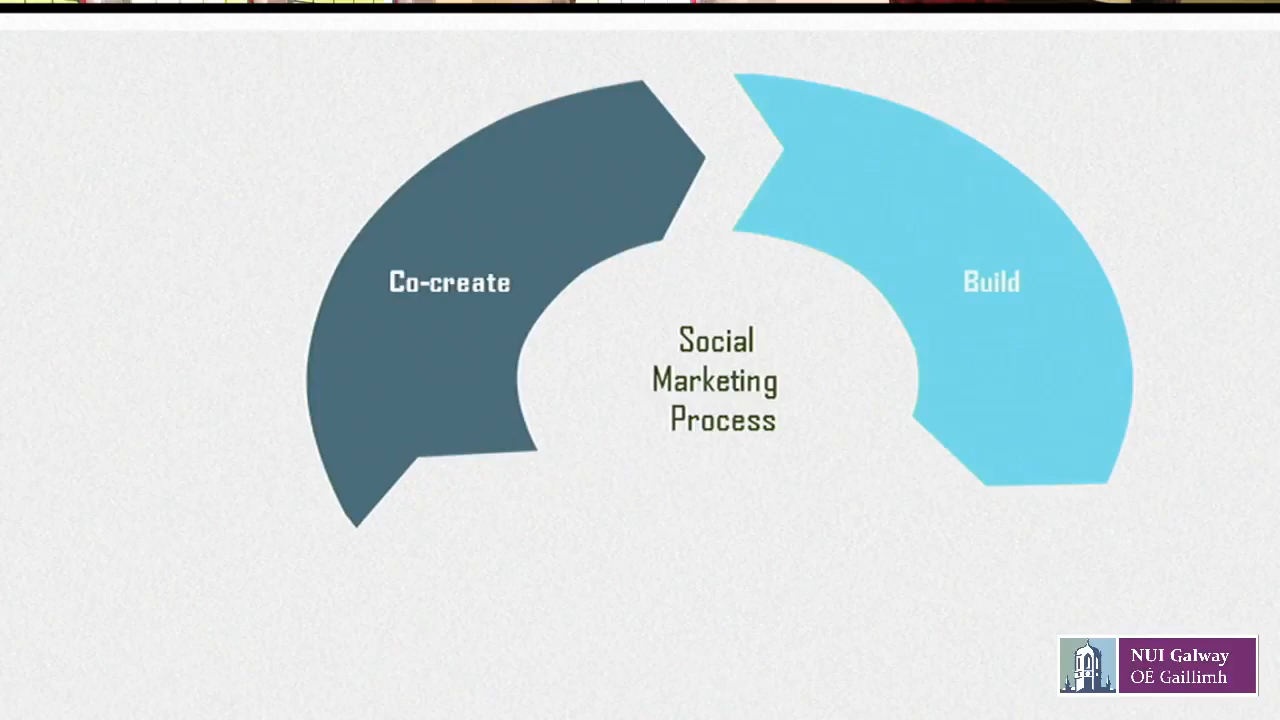 Co-create
Build
Social
Marketing
Process
NUI Galway
OÉ Gaillimh